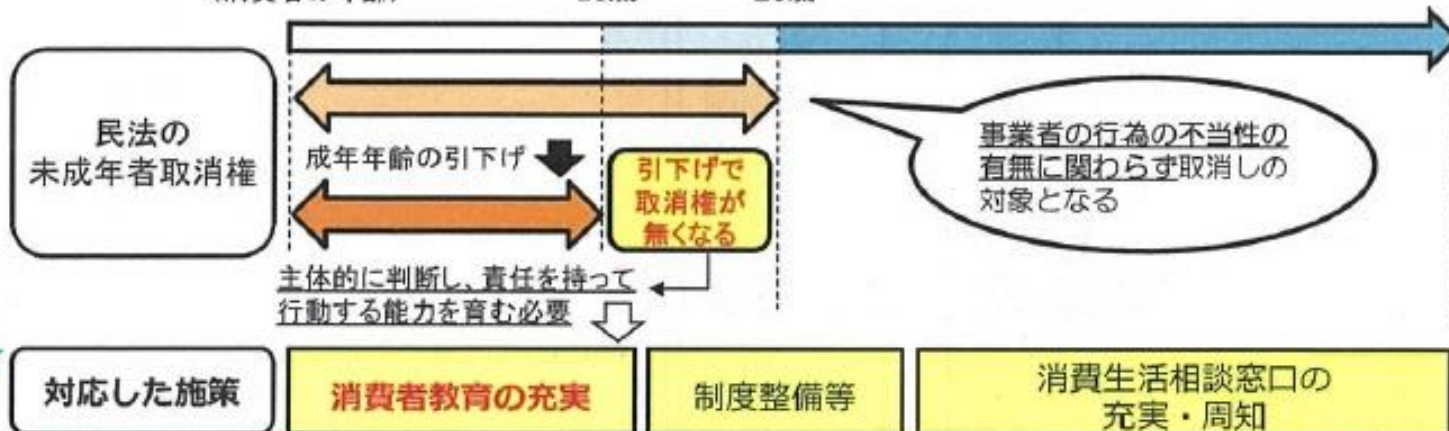 民法の
未成年者取消権
成年年齢の引下げ
引下げで
取消権が
無くなる
事業者の行為の不当性の
有無に関わらず取消しの
対象となる
主体的に判断し、責任を持って
行動する能力を育む必要
対応した施策
消費者教育の充実
制度整備等
消費生活相談窓口の
充実・周知